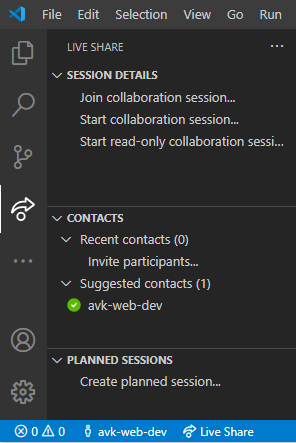 File Edit Selection View Go Run
LIVE SHARE
SESSION DETAILS
Join collaboration session...
Start collaboration session...
Start read-only collaboration sessi...
CONTACTS
Recent contacts (0)
Invite participants...
Suggested contacts (1)
avk-web-dev
PLANNED SESSIONS
Create planned session...
0 0 avk-web-dev Live Share